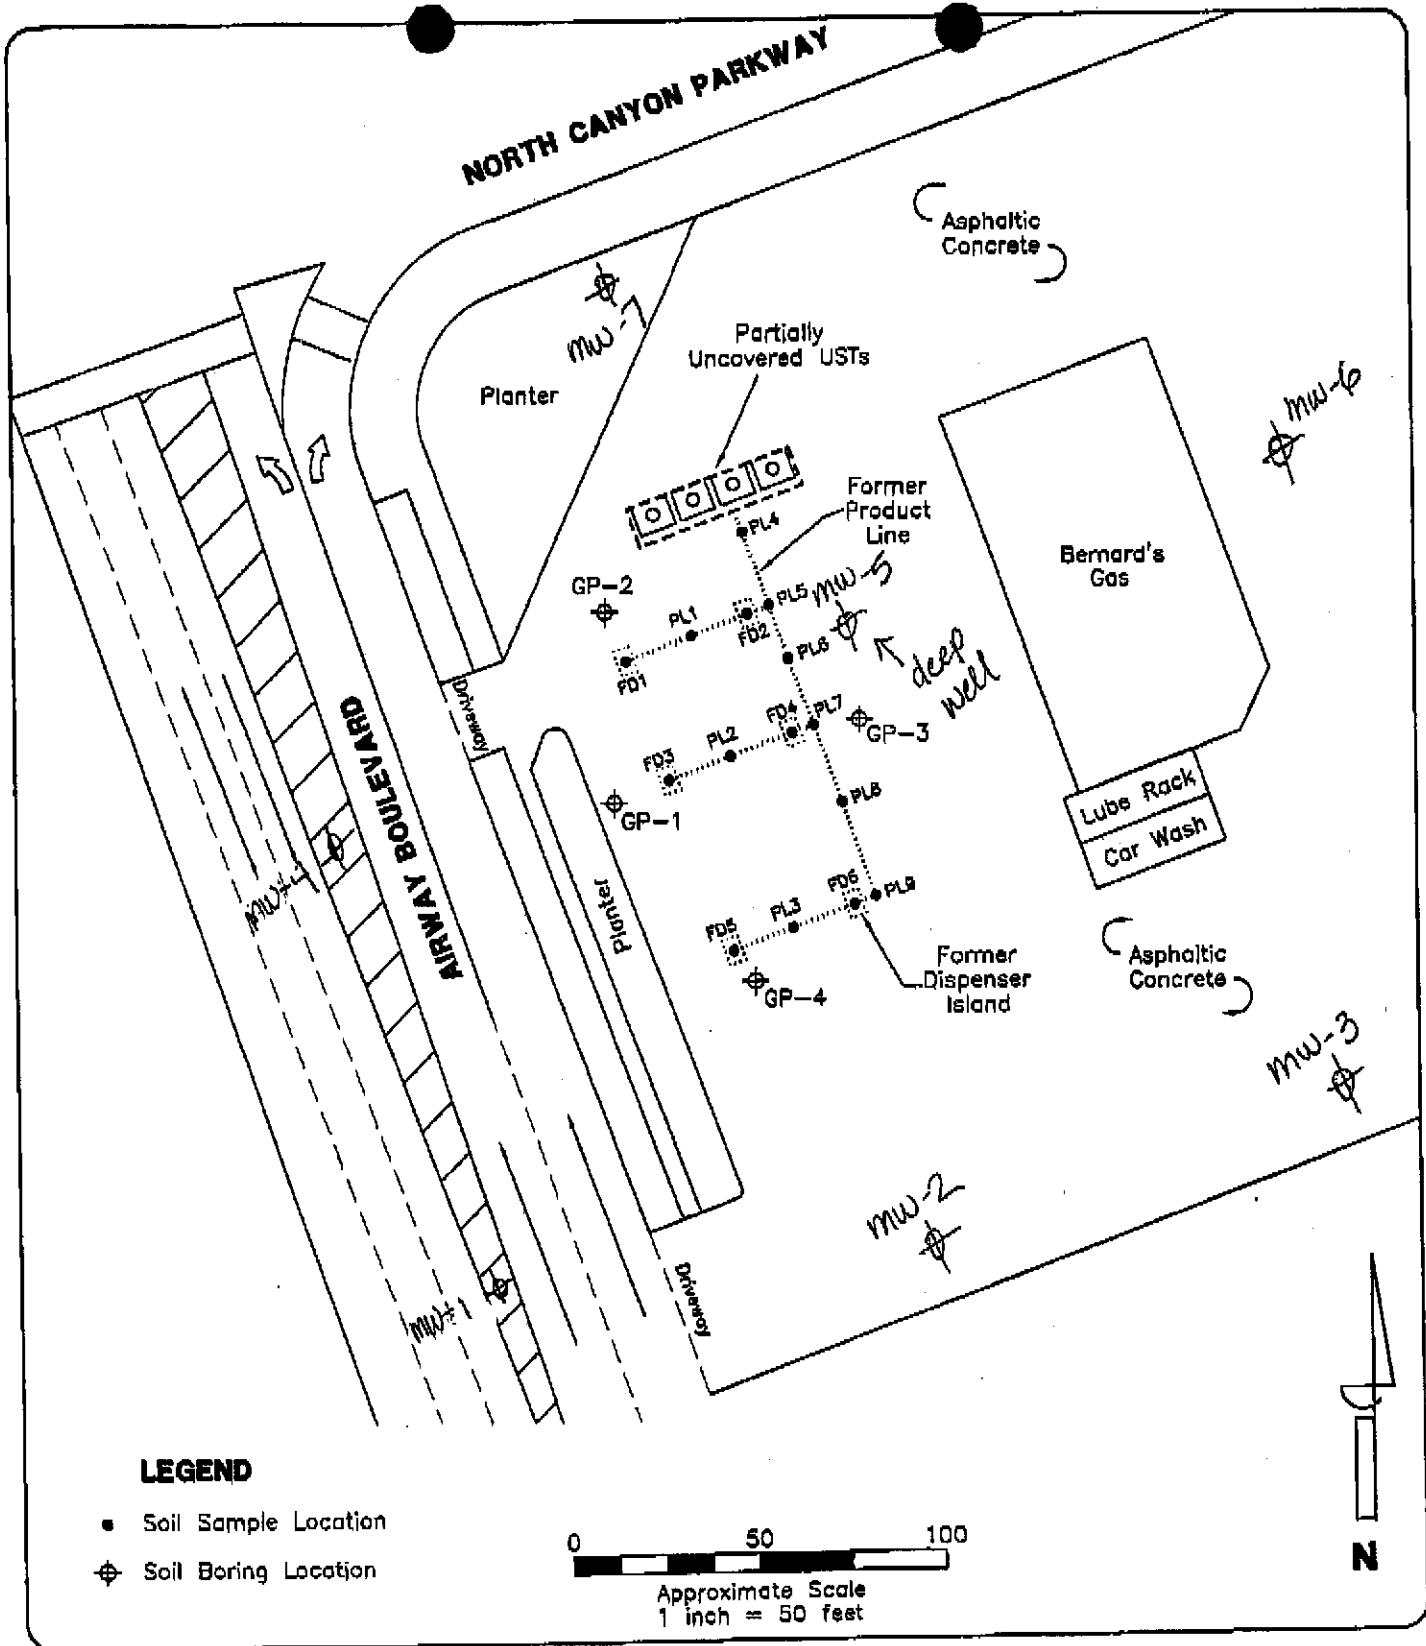 NORTH CANYON PARKWAY
Asphaltic
Concrete
MW-7
Partially
Uncovered USTs
Planter
MW-6
Former
Product
Line
PL4
Bernard's
Gas
GP-2
MW-5
PL5
PL1
FD2
PL6
deep
well
FD1
Driveway
AIRWAY BOULEVARD
FD4
PL7
GP-3
PL2
FD3
Lube Rack
PL8
GP-1
Car Wash
MW-4
Planter
FD6
PL9
PL3
FD5
Former
Dispenser
Island
Asphaltic
Concrete
GP-4
MW-3
MW-2
Driveway
MW-1
LEGEND
Soil Sample Location
Soil Boring Location
0 50 100
Approximate Scale
1 inch = 50 feet
N